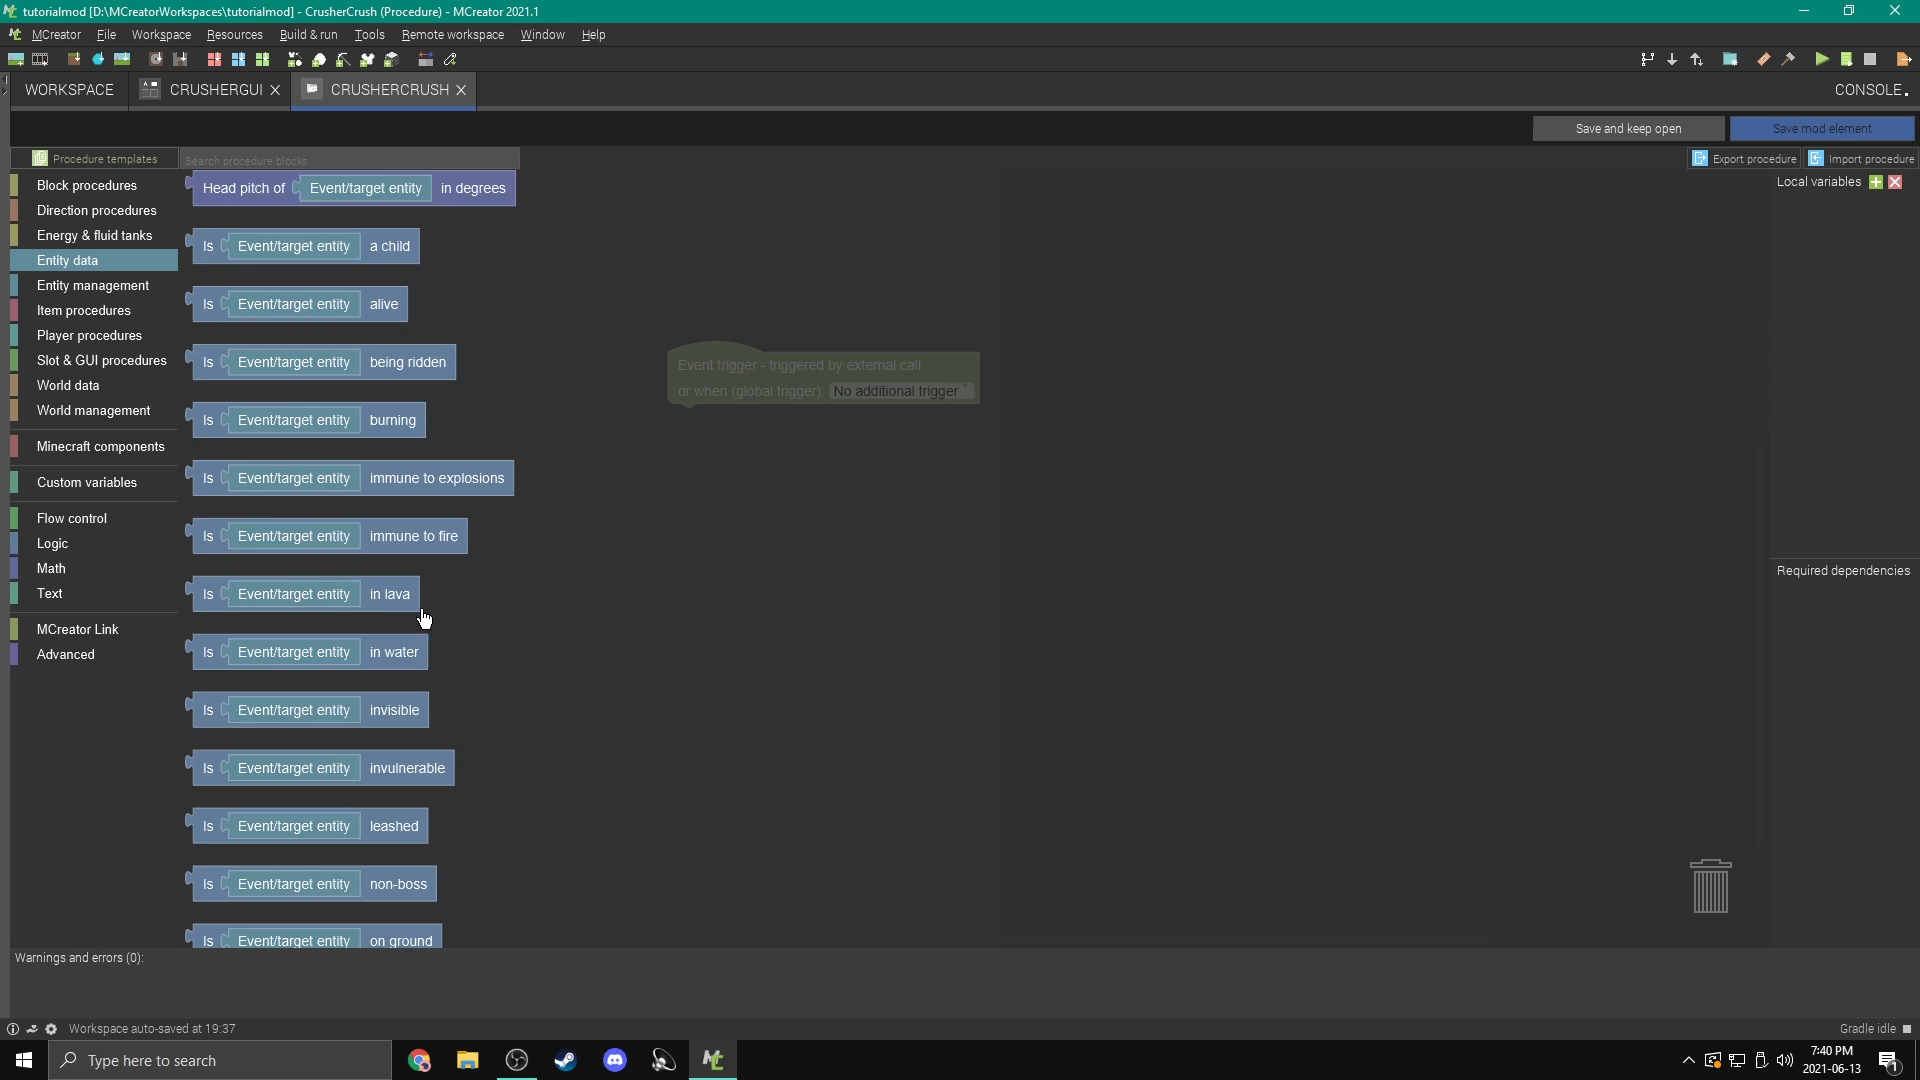 tutorialmod [D:\MCreatorWorkspaces\tutorialmod] - CrusherCrush (Procedure) - MCreator 2021.1
MCreator File Workspace Resources Build & run Tools Remote workspace Window Help
WORKSPACE CRUSHERGUI CRUSHERCRUSH CONSOLE
Save and keep open Save mod element
Procedure templates Search procedure blocks Export procedure Import procedure
Local variables
Block procedures
Direction procedures
Energy & fluid tanks
Entity data
Entity management
Item procedures
Player procedures
Slot & GUI procedures
World data
World management
Minecraft components
Custom variables
Flow control
Logic
Math
Text
MCreator Link
Advanced
Head pitch of Event/target entity in degrees
Is Event/target entity a child
Is Event/target entity alive
Is Event/target entity being ridden
Is Event/target entity burning
Is Event/target entity immune to explosions
Is Event/target entity immune to fire
Is Event/target entity in lava
Is Event/target entity in water
Is Event/target entity invisible
Is Event/target entity invulnerable
Is Event/target entity leashed
Is Event/target entity non-boss
Is Event/target entity on ground
Event trigger - triggered by external call
or when (global trigger): No additional trigger
Required dependencies
Warnings and errors (0):
Workspace auto-saved at 19:37 Gradle idle
Type here to search
7:40 PM
2021-06-13
1